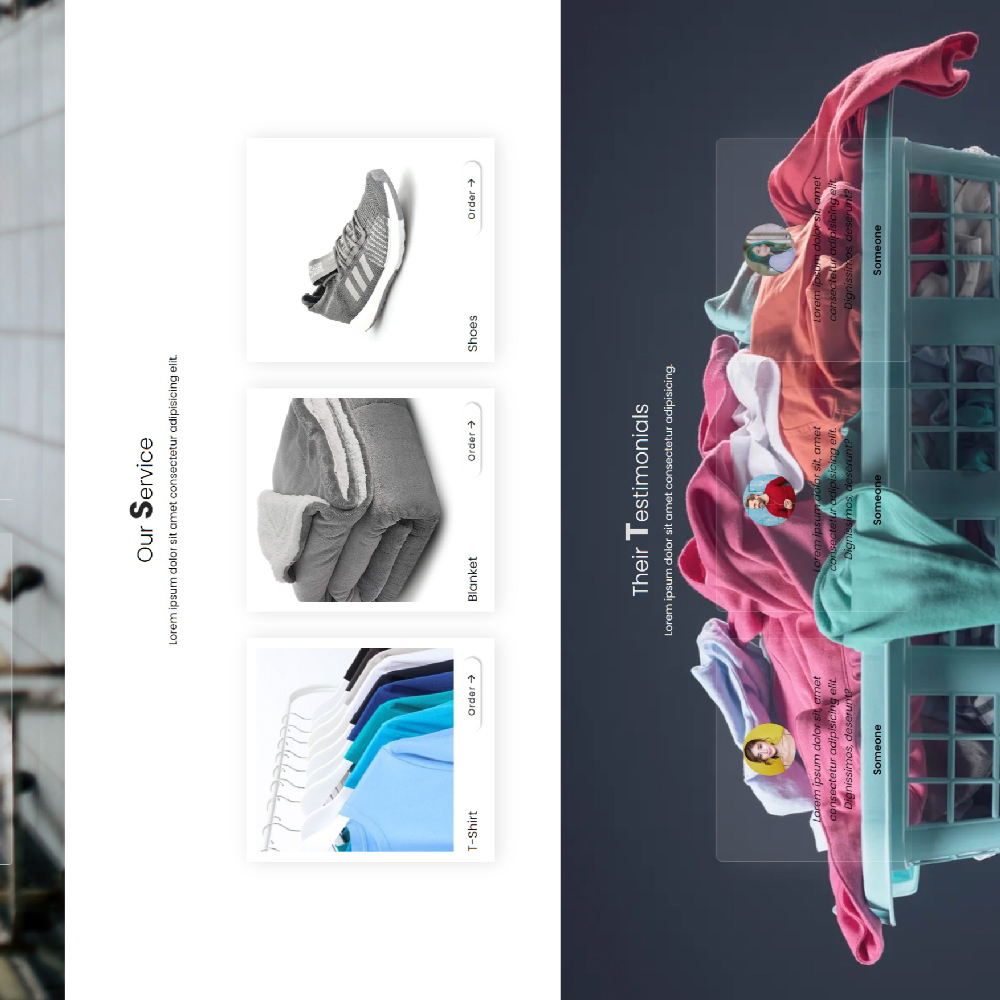 Our Service
Lorem ipsum dolor sit amet consectetur adipisicing elit.
T-Shirt
Order →
Blanket
Order →
Shoes
Order →
Their Testimonials
Lorem ipsum dolor sit amet consectetur adipisicing.
Lorem ipsum dolor sit, amet
consectetur adipisicing elit.
Dignissimos, deserunt?
Someone
Lorem ipsum dolor sit, amet
consectetur adipisicing elit.
Dignissimos, deserunt?
Someone
Lorem ipsum dolor sit, amet
consectetur adipisicing elit.
Dignissimos, deserunt?
Someone